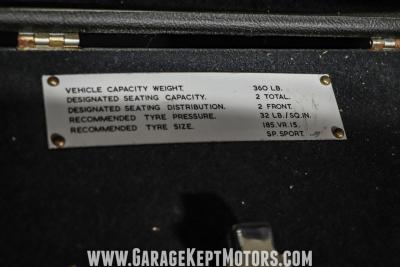 VEHICLE CAPACITY WEIGHT. 360 LB.
DESIGNATED SEATING CAPACITY. 2 TOTAL.
DESIGNATED SEATING DISTRIBUTION. 2 FRONT.
RECOMMENDED TYRE PRESSURE. 32 LB./SQ.IN.
RECOMMENDED TYRE SIZE. 185.VR.15.
SP.SPORT.
WWW.GARAGEKEPTMOTORS.COM